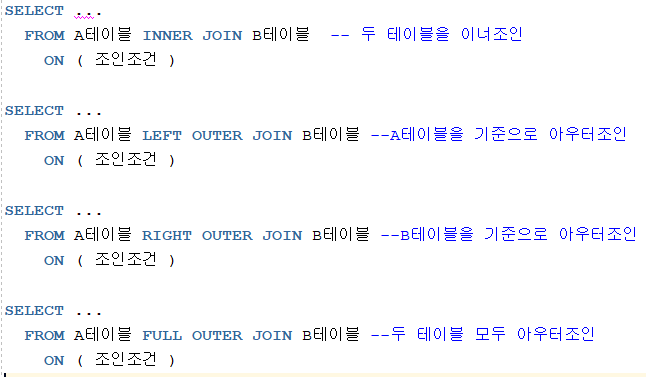 SELECT ...
FROM A테이블 INNER JOIN B테이블 -- 두 테이블을 이너조인
ON ( 조인조건 )
SELECT ...
FROM A테이블 LEFT OUTER JOIN B테이블 --A테이블을 기준으로 아우터조인
ON ( 조인조건 )
SELECT ...
FROM A테이블 RIGHT OUTER JOIN B테이블 --B테이블을 기준으로 아우터조인
ON ( 조인조건 )
SELECT ...
FROM A테이블 FULL OUTER JOIN B테이블 --두 테이블 모두 아우터조인
ON ( 조인조건 )